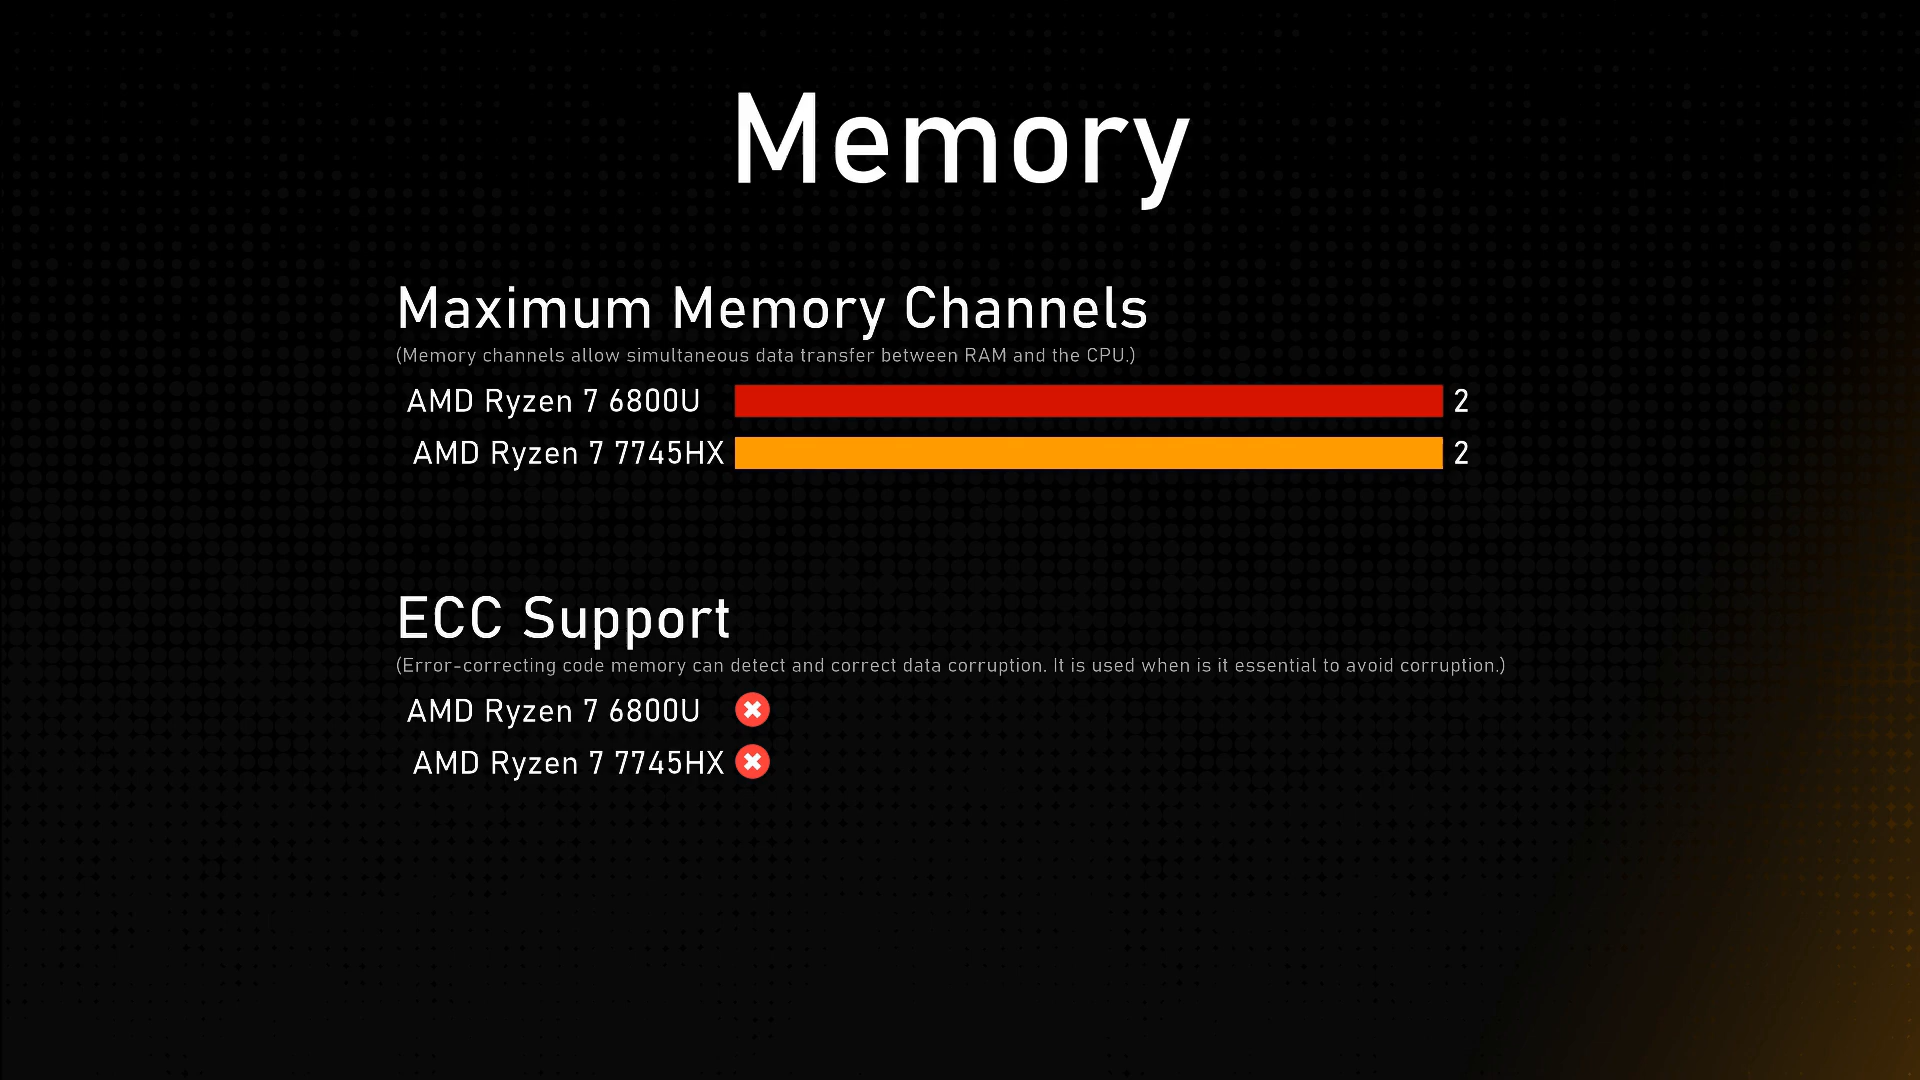 Memory
Maximum Memory Channels
(Memory channels allow simultaneous data transfer between RAM and the CPU.)
AMD Ryzen 7 6800U 2
AMD Ryzen 7 7745HX 2
ECC Support
(Error-correcting code memory can detect and correct data corruption. It is used when is it essential to avoid corruption.)
AMD Ryzen 7 6800U
AMD Ryzen 7 7745HX